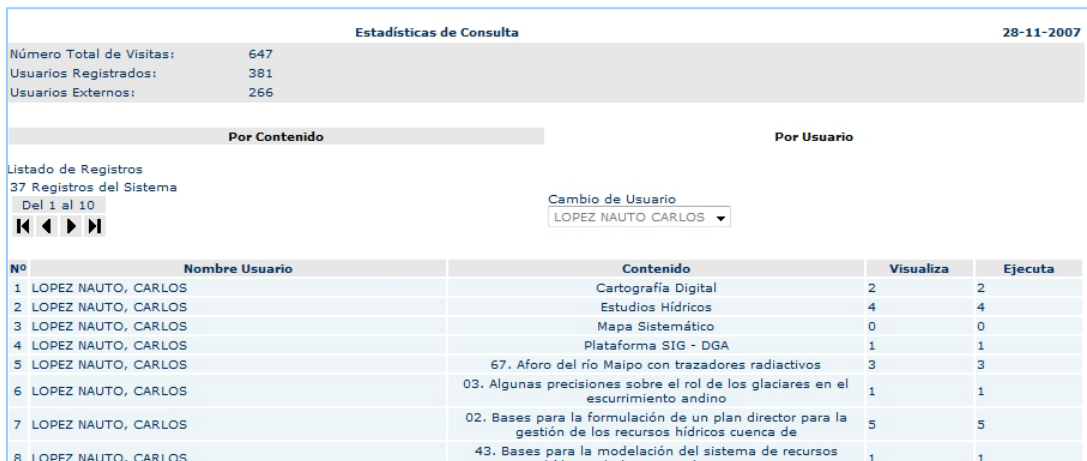 Estadísticas de Consulta 28-11-2007
Número Total de Visitas: 647
Usuarios Registrados: 381
Usuarios Externos: 266
Por Contenido Por Usuario
Listado de Registros
37 Registros del Sistema
Del 1 al 10
Cambio de Usuario
LOPEZ NAUTO CARLOS
Nº Nombre Usuario Contenido Visualiza Ejecuta
1 LOPEZ NAUTO, CARLOS Cartografía Digital 2 2
2 LOPEZ NAUTO, CARLOS Estudios Hídricos 4 4
3 LOPEZ NAUTO, CARLOS Mapa Sistemático 0 0
4 LOPEZ NAUTO, CARLOS Plataforma SIG - DGA 1 1
5 LOPEZ NAUTO, CARLOS 67. Aforo del río Maipo con trazadores radiactivos 3 3
6 LOPEZ NAUTO, CARLOS 03. Algunas precisiones sobre el rol de los glaciares en el
escurrimiento andino 1 1
7 LOPEZ NAUTO, CARLOS 02. Bases para la formulación de un plan director para la
gestión de los recursos hídricos cuenca de 5 5
8 LOPEZ NAUTO, CARLOS 43. Bases para la modelación del sistema de recursos 1 1